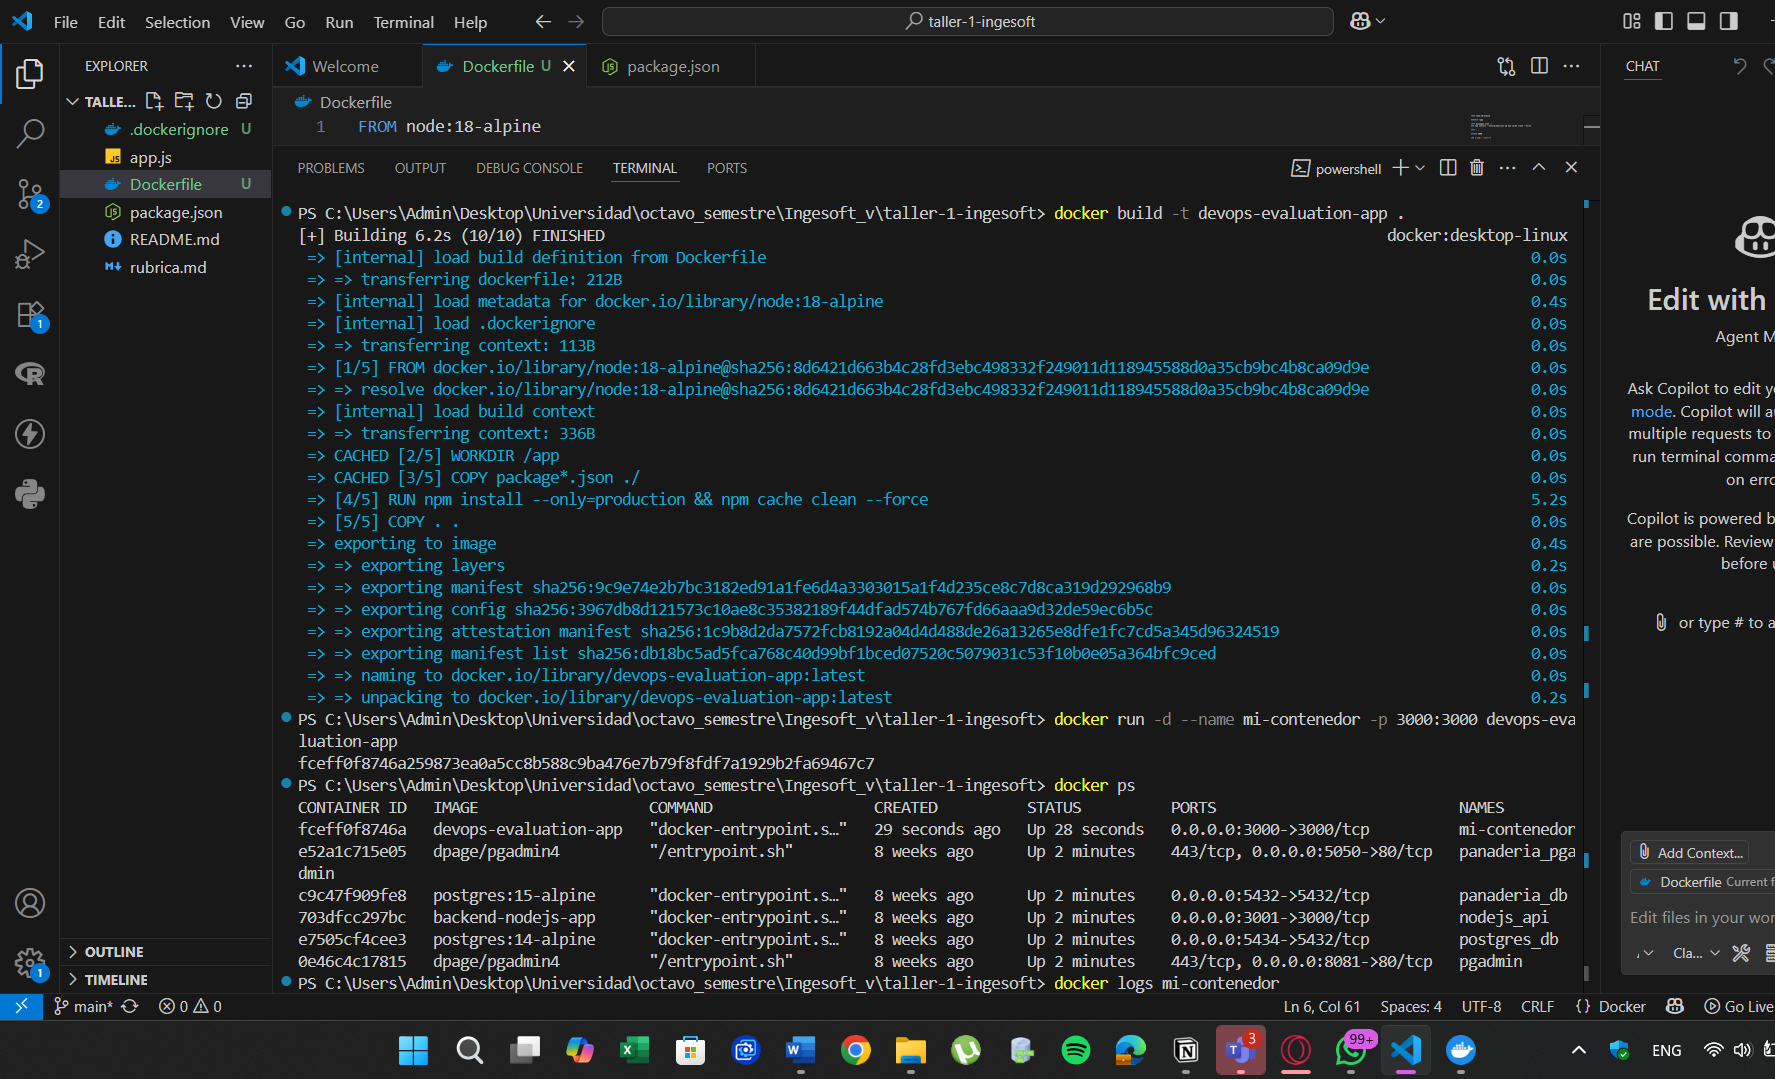 File Edit Selection View Go Run Terminal Help
taller-1-ingesoft
EXPLORER
TALLE...
.dockerignore U
app.js
Dockerfile U
package.json
README.md
rubrica.md
OUTLINE
TIMELINE
Welcome Dockerfile U package.json
Dockerfile
1 FROM node:18-alpine
PROBLEMS OUTPUT DEBUG CONSOLE TERMINAL PORTS
powershell
PS C:\Users\Admin\Desktop\Universidad\octavo_semestre\Ingesoft_v\taller-1-ingesoft> docker build -t devops-evaluation-app .
[+] Building 6.2s (10/10) FINISHED docker:desktop-linux
=> [internal] load build definition from Dockerfile 0.0s
=> => transferring dockerfile: 212B 0.0s
=> [internal] load metadata for docker.io/library/node:18-alpine 0.4s
=> [internal] load .dockerignore 0.0s
=> => transferring context: 113B 0.0s
=> [1/5] FROM docker.io/library/node:18-alpine@sha256:8d6421d663b4c28fd3ebc498332f249011d118945588d0a35cb9bc4b8ca09d9e 0.0s
=> => resolve docker.io/library/node:18-alpine@sha256:8d6421d663b4c28fd3ebc498332f249011d118945588d0a35cb9bc4b8ca09d9e 0.0s
=> [internal] load build context 0.0s
=> => transferring context: 336B 0.0s
=> CACHED [2/5] WORKDIR /app 0.0s
=> CACHED [3/5] COPY package*.json ./ 0.0s
=> [4/5] RUN npm install --only=production && npm cache clean --force 5.2s
=> [5/5] COPY . . 0.0s
=> exporting to image 0.4s
=> => exporting layers 0.2s
=> => exporting manifest sha256:9c9e74e2b7bc3182ed91a1fe6d4a3303015a1f4d235ce8c7d8ca319d292968b9 0.0s
=> => exporting config sha256:3967db8d121573c10ae8c35382189f44dfad574b767fd66aaa9d32de59ec6b5c 0.0s
=> => exporting attestation manifest sha256:1c9b8d2da7572fcb8192a04d4d488de26a13265e8dfe1fc7cd5a345d96324519 0.0s
=> => exporting manifest list sha256:db18bc5ad5fca768c40d99bf1bced07520c5079031c53f10b0e05a364bfc9ced 0.0s
=> => naming to docker.io/library/devops-evaluation-app:latest 0.0s
=> => unpacking to docker.io/library/devops-evaluation-app:latest 0.2s
PS C:\Users\Admin\Desktop\Universidad\octavo_semestre\Ingesoft_v\taller-1-ingesoft> docker run -d --name mi-contenedor -p 3000:3000 devops-eva
luation-app
fceff0f8746a259873ea0a5cc8b588c9ba476e7b79f8fdf7a1929b2fa69467c7
PS C:\Users\Admin\Desktop\Universidad\octavo_semestre\Ingesoft_v\taller-1-ingesoft> docker ps
CONTAINER ID IMAGE COMMAND CREATED STATUS PORTS NAMES
fceff0f8746a devops-evaluation-app "docker-entrypoint.s…" 29 seconds ago Up 28 seconds 0.0.0.0:3000->3000/tcp mi-contenedor
e52a1c715e05 dpage/pgadmin4 "/entrypoint.sh" 8 weeks ago Up 2 minutes 443/tcp, 0.0.0.0:5050->80/tcp panaderia_pga
dmin
c9c47f909fe8 postgres:15-alpine "docker-entrypoint.s…" 8 weeks ago Up 2 minutes 0.0.0.0:5432->5432/tcp panaderia_db
703dfcc297bc backend-nodejs-app "docker-entrypoint.s…" 8 weeks ago Up 2 minutes 0.0.0.0:3001->3000/tcp nodejs_api
e7505cf4cee3 postgres:14-alpine "docker-entrypoint.s…" 8 weeks ago Up 2 minutes 0.0.0.0:5434->5432/tcp postgres_db
0e46c4c17815 dpage/pgadmin4 "/entrypoint.sh" 8 weeks ago Up 2 minutes 443/tcp, 0.0.0.0:8081->80/tcp pgadmin
PS C:\Users\Admin\Desktop\Universidad\octavo_semestre\Ingesoft_v\taller-1-ingesoft> docker logs mi-contenedor
CHAT
Edit with
Agent M
Ask Copilot to edit y
mode. Copilot will a
multiple requests to
run terminal comma
on erro
Copilot is powered b
are possible. Review
before u
or type # to a
Add Context...
Dockerfile Current f
Edit files in your wor
Cla...
2
1
1
main* 0 0
Ln 6, Col 61 Spaces: 4 UTF-8 CRLF {} Docker Go Live
3
99+
ENG